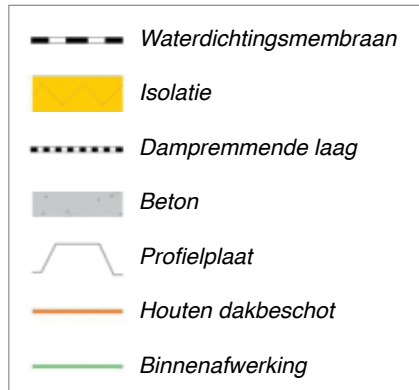 Waterdichtingsmembraan
Isolatie
Dampremmende laag
Beton
Profielplaat
Houten dakbeschot
Binnenafwerking